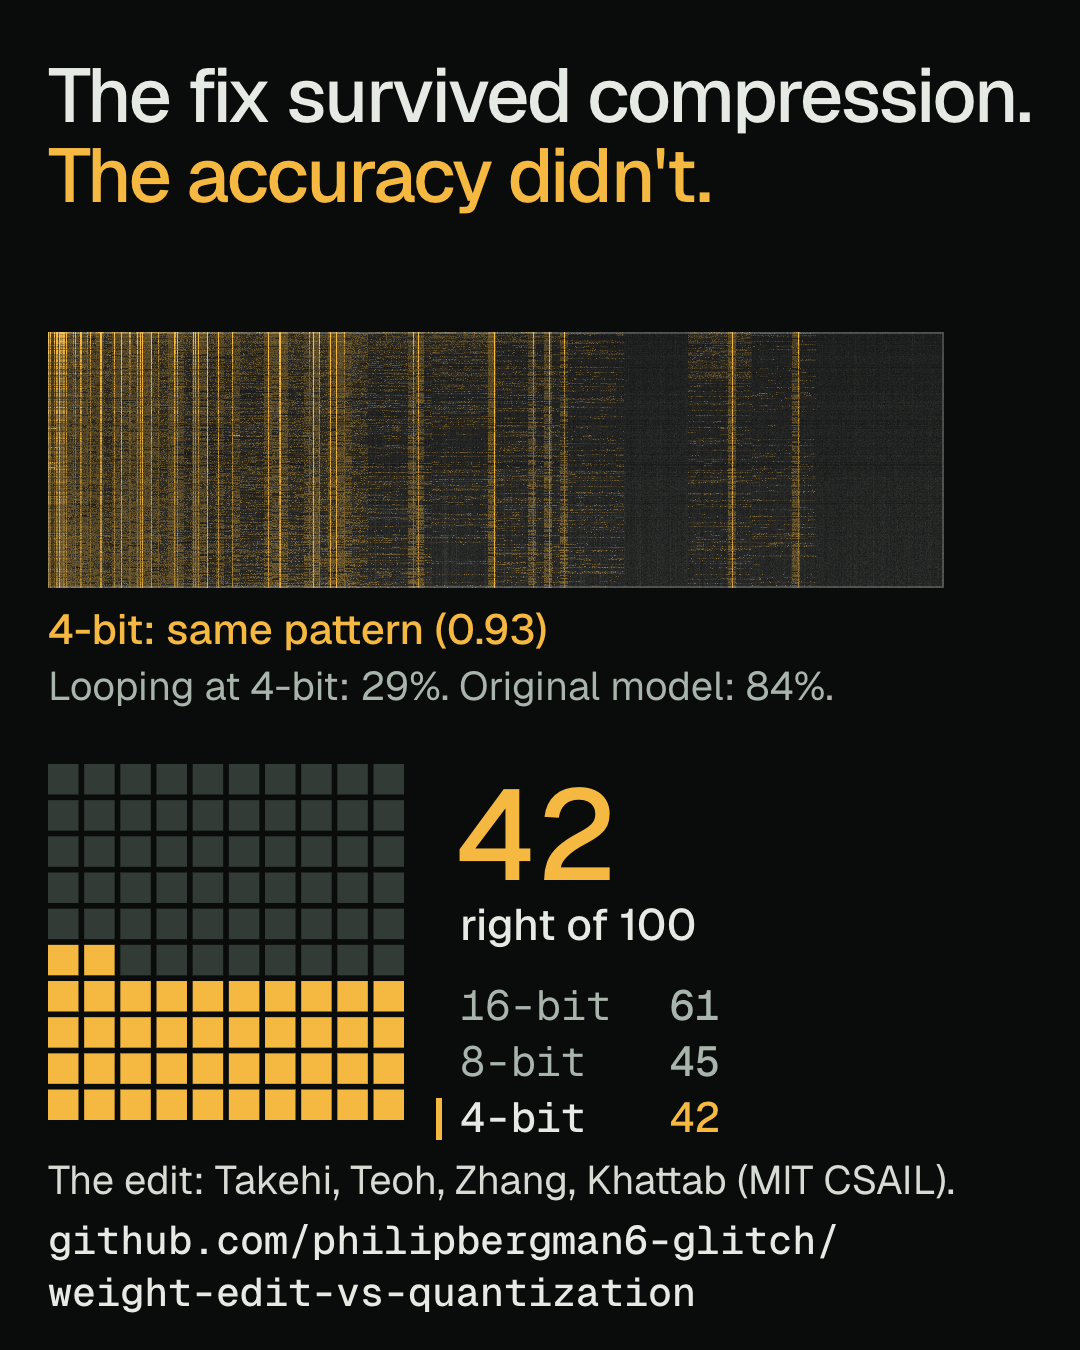 The fix survived compression.
The accuracy didn't.
4-bit: same pattern (0.93)
Looping at 4-bit: 29%. Original model: 84%.
42
right of 100
16-bit 61
8-bit 45
4-bit 42
The edit: Takehi, Teoh, Zhang, Khattab (MIT CSAIL).
github.com/philipbergman6-glitch/
weight-edit-vs-quantization